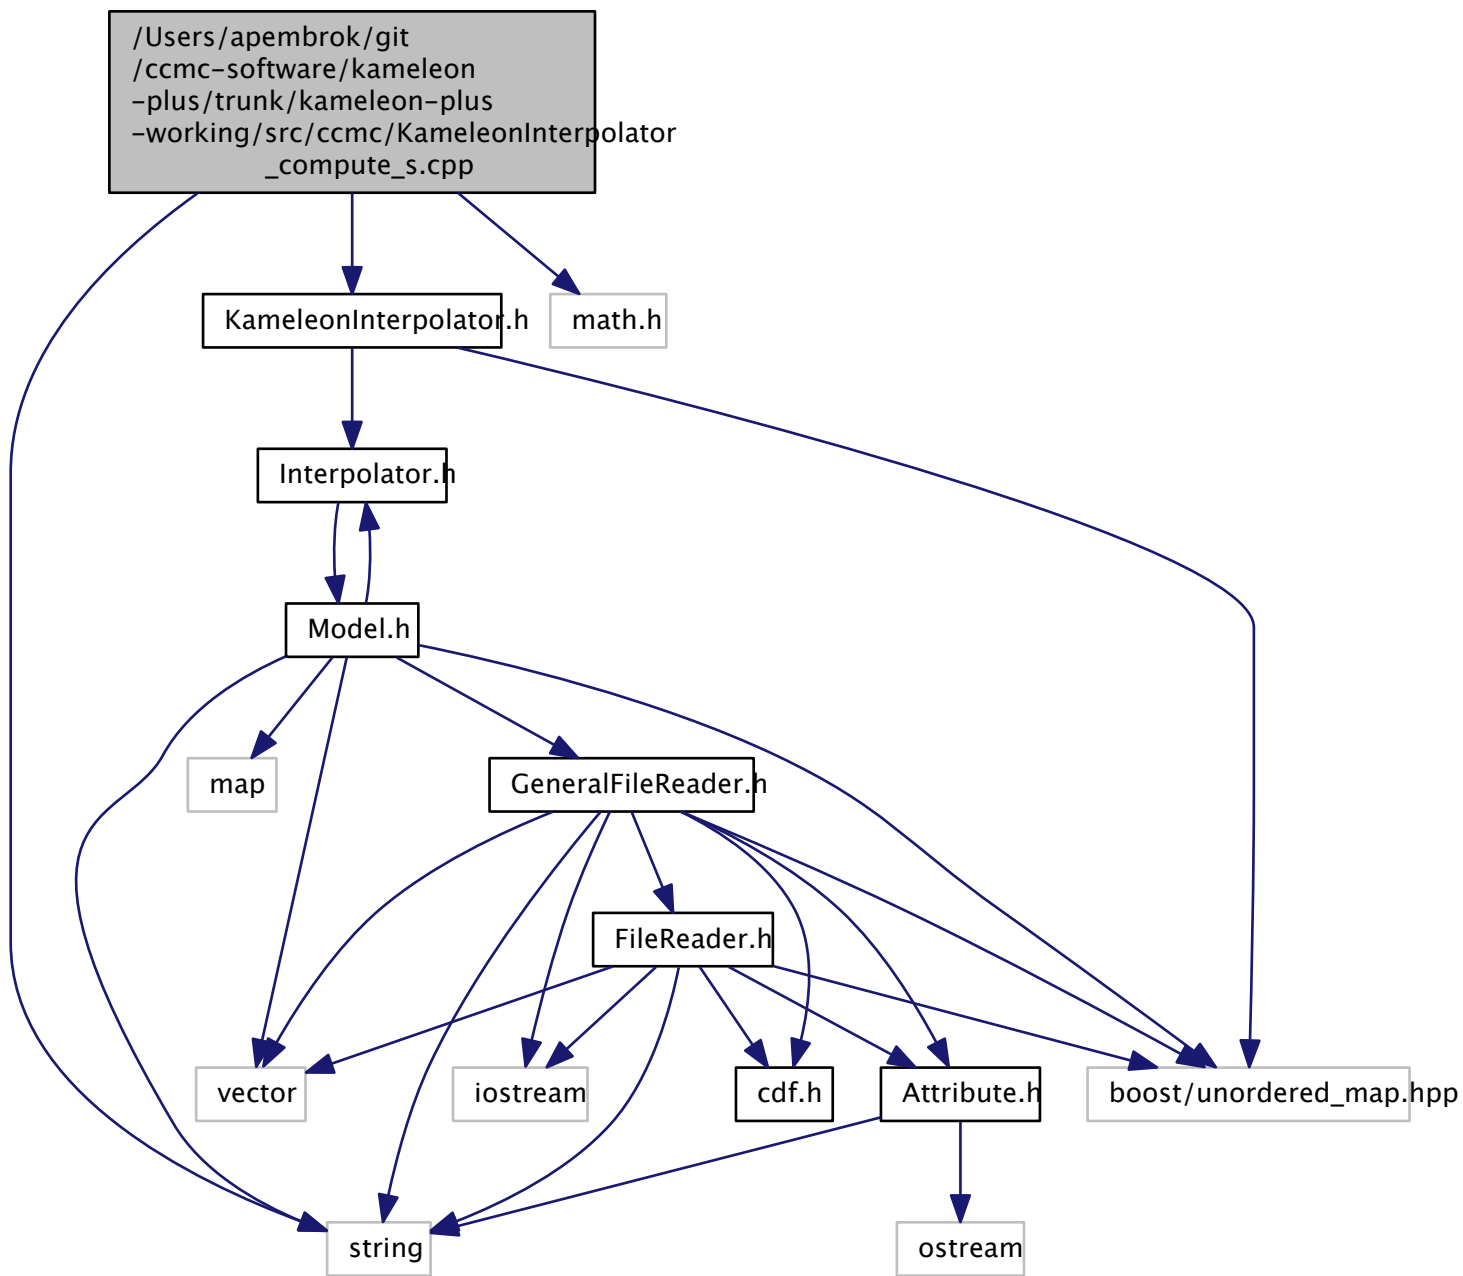 /Users/apembrok/git
/ccmc-software/kameleon
-plus/trunk/kameleon-plus
-working/src/ccmc/KameleonInterpolator
_compute_s.cpp
KameleonInterpolator.h
math.h
Interpolator.h
Model.h
map
GeneralFileReader.h
FileReader.h
vector
iostream
cdf.h
Attribute.h
boost/unordered_map.hpp
string
ostream